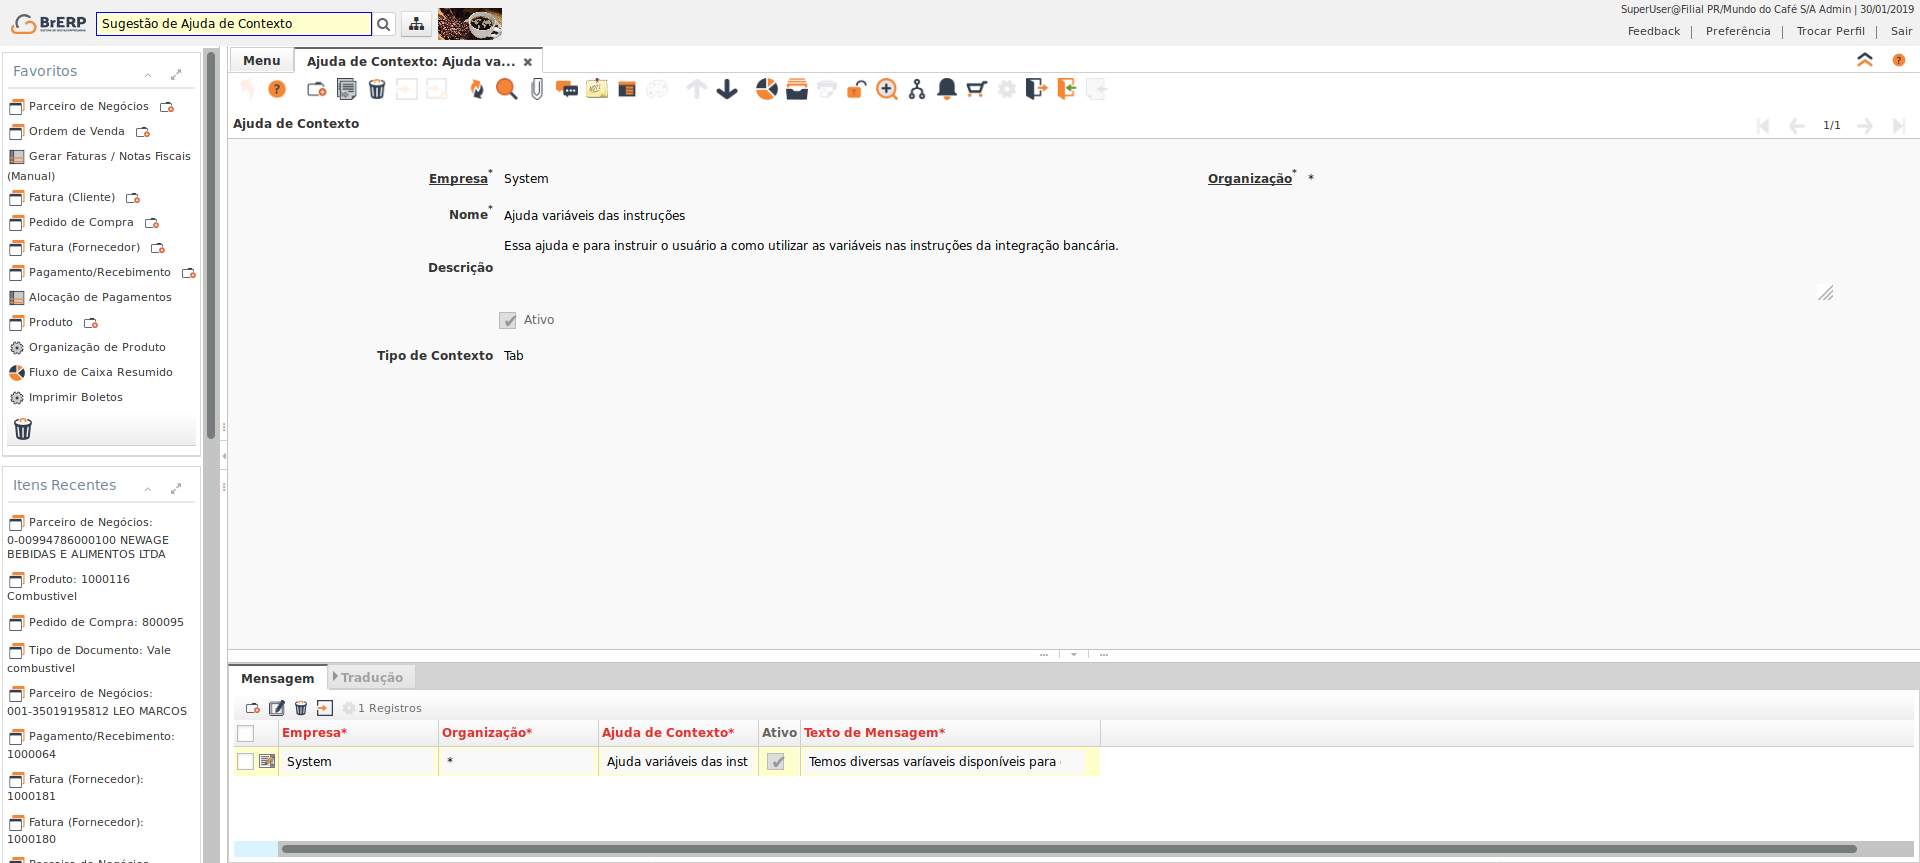 BrERP
Sugestão de Ajuda de Contexto
SuperUser@Filial PR/Mundo do Café S/A Admin | 30/01/2019
Feedback | Preferência | Trocar Perfil | Sair
Favoritos
Parceiro de Negócios
Ordem de Venda
Gerar Faturas / Notas Fiscais
(Manual)
Fatura (Cliente)
Pedido de Compra
Fatura (Fornecedor)
Pagamento/Recebimento
Alocação de Pagamentos
Produto
Organização de Produto
Fluxo de Caixa Resumido
Imprimir Boletos
Itens Recentes
Parceiro de Negócios:
0-00994786000100 NEWAGE
BEBIDAS E ALIMENTOS LTDA
Produto: 1000116
Combustivel
Pedido de Compra: 800095
Tipo de Documento: Vale
combustivel
Parceiro de Negócios:
001-35019195812 LEO MARCOS
Pagamento/Recebimento:
1000064
Fatura (Fornecedor):
1000181
Fatura (Fornecedor):
1000180
Menu
Ajuda de Contexto: Ajuda va...
Ajuda de Contexto
1/1
Empresa* System
Organização* *
Nome* Ajuda variáveis das instruções
Essa ajuda e para instruir o usuário a como utilizar as variáveis nas instruções da integração bancária.
Descrição
Ativo
Tipo de Contexto Tab
Mensagem
Tradução
1 Registros
Empresa* Organização* Ajuda de Contexto* Ativo Texto de Mensagem*
System * Ajuda variáveis das inst Temos diversas varíaveis disponíveis para